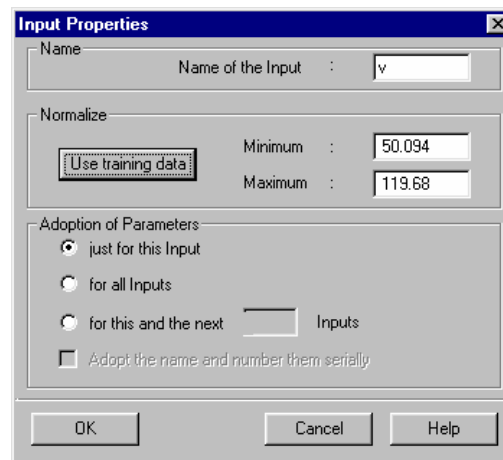 Input Properties
Name
Name of the Input : v
Normalize
Use training data
Minimum : 50.094
Maximum : 119.68
Adoption of Parameters
just for this Input
for all Inputs
for this and the next Inputs
Adopt the name and number them serially
OK Cancel Help